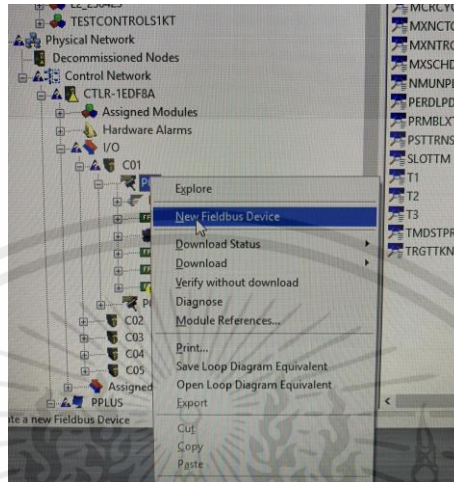 LZ_250425
TESTCONTROLS1KT
Physical Network
Decommissioned Nodes
Control Network
CTLR-1EDF8A
Assigned Modules
Hardware Alarms
I/O
C01
C02
C03
C04
C05
Assigned
PPLUS
te a new Fieldbus Device
Explore
New Fieldbus Device
Download Status
Download
Verify without download
Diagnose
Module References...
Print...
Save Loop Diagram Equivalent
Open Loop Diagram Equivalent
Export
Cut
Copy
Paste
MXNTRC
MXSCHD
NMUNPL
PERDLPD
PRMBLXT
PSTTRNS
SLOTTM
T1
T2
T3
TMDSTPR
TRGTTKN